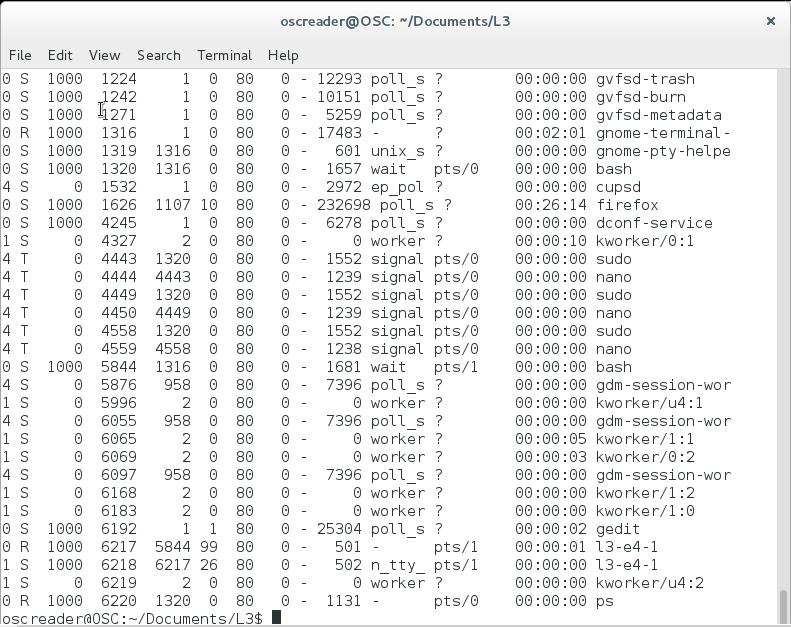 oscreader@OSC: ~/Documents/L3
File Edit View Search Terminal Help
0 S 1000 1224 1 0 80 0 - 12293 poll_s ? 00:00:00 gvfsd-trash
0 S 1000 1242 1 0 80 0 - 10151 poll_s ? 00:00:00 gvfsd-burn
0 S 1000 1271 1 0 80 0 - 5259 poll_s ? 00:00:00 gvfsd-metadata
0 R 1000 1316 1 0 80 0 - 17483 - ? 00:02:01 gnome-terminal-
0 S 1000 1319 1316 0 80 0 - 601 unix_s ? 00:00:00 gnome-pty-helpe
0 S 1000 1320 1316 0 80 0 - 1657 wait pts/0 00:00:00 bash
4 S 0 1532 1 0 80 0 - 2972 ep_pol ? 00:00:00 cupsd
0 S 1000 1626 1107 10 80 0 - 232698 poll_s ? 00:26:14 firefox
0 S 1000 4245 1 0 80 0 - 6278 poll_s ? 00:00:00 dconf-service
1 S 0 4327 2 0 80 0 - 0 worker ? 00:00:10 kworker/0:1
4 T 0 4443 1320 0 80 0 - 1552 signal pts/0 00:00:00 sudo
4 T 0 4444 4443 0 80 0 - 1239 signal pts/0 00:00:00 nano
4 T 0 4449 1320 0 80 0 - 1552 signal pts/0 00:00:00 sudo
4 T 0 4450 4449 0 80 0 - 1239 signal pts/0 00:00:00 nano
4 T 0 4558 1320 0 80 0 - 1552 signal pts/0 00:00:00 sudo
4 T 0 4559 4558 0 80 0 - 1238 signal pts/0 00:00:00 nano
0 S 1000 5844 1316 0 80 0 - 1681 wait pts/1 00:00:00 bash
4 S 0 5876 958 0 80 0 - 7396 poll_s ? 00:00:00 gdm-session-wor
1 S 0 5996 2 0 80 0 - 0 worker ? 00:00:00 kworker/u4:1
4 S 0 6055 958 0 80 0 - 7396 poll_s ? 00:00:00 gdm-session-wor
1 S 0 6065 2 0 80 0 - 0 worker ? 00:00:05 kworker/1:1
1 S 0 6069 2 0 80 0 - 0 worker ? 00:00:03 kworker/0:2
4 S 0 6097 958 0 80 0 - 7396 poll_s ? 00:00:00 gdm-session-wor
1 S 0 6168 2 0 80 0 - 0 worker ? 00:00:00 kworker/1:2
1 S 0 6183 2 0 80 0 - 0 worker ? 00:00:00 kworker/1:0
0 S 1000 6192 1 1 80 0 - 25304 poll_s ? 00:00:02 gedit
0 R 1000 6217 5844 99 80 0 - 501 - pts/1 00:00:01 l3-e4-1
1 S 1000 6218 6217 26 80 0 - 502 n_tty_ pts/1 00:00:00 l3-e4-1
1 S 0 6219 2 0 80 0 - 0 worker ? 00:00:00 kworker/u4:2
0 R 1000 6220 1320 0 80 0 - 1131 - pts/0 00:00:00 ps
oscreader@OSC:~/Documents/L3$